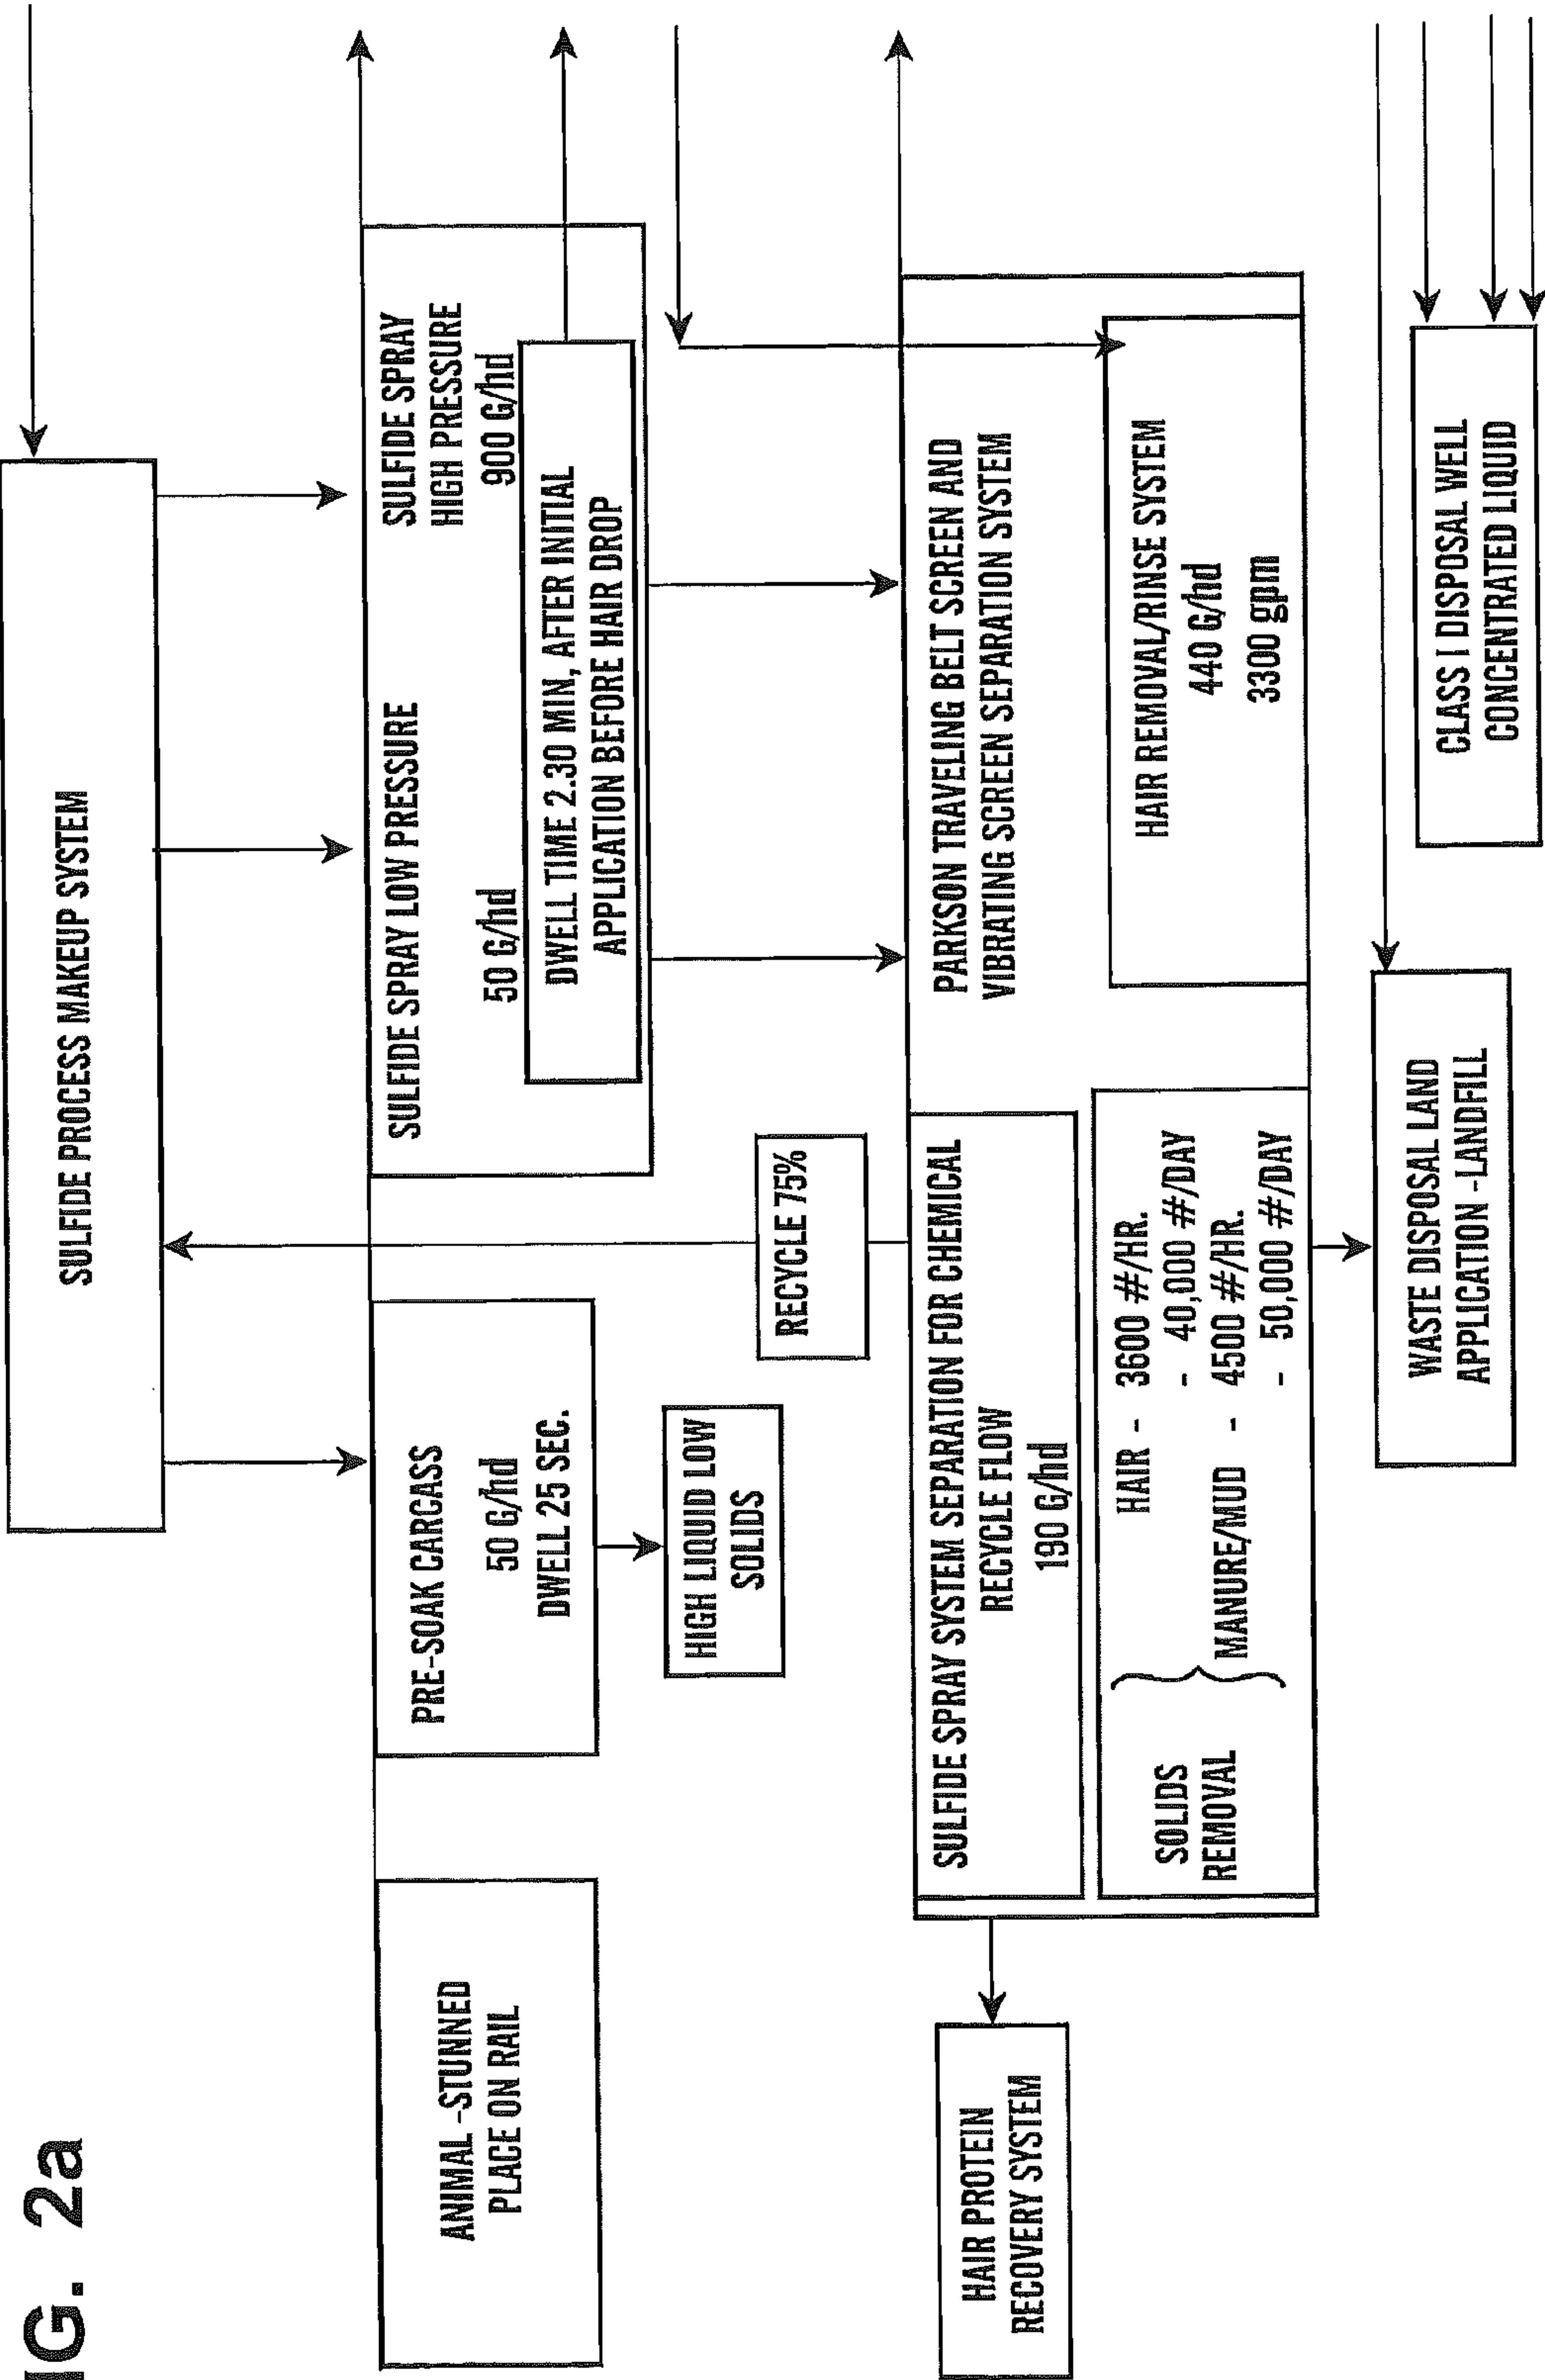 IG. 2a
SULFIDE PROCESS MAKEUP SYSTEM
ANIMAL -STUNNED
PLACE ON RAIL
PRE-SOAK CARGASS
50 G/hd
DWELL 25 SEC.
HIGH LIQUID LOW
SOLIDS
SULFIDE SPRAY LOW PRESSURE
50 G/hd
SULFIDE SPRAY
HIGH PRESSURE
900 G/hd
DWELL TIME 2.30 MIN, AFTER INITIAL
APPLICATION BEFORE HAIR DROP
RECYCLE 75%
HAIR PROTEIN
RECOVERY SYSTEM
SULFIDE SPRAY SYSTEM SEPARATION FOR CHEMICAL
RECYCLE FLOW
190 G/hd
SOLIDS
REMOVAL
HAIR - 3600 #/HR.
- 40,000 #/DAY
MANURE/MUD - 4500 #/HR.
- 50,000 #/DAY
PARKSON TRAVELING BELT SCREEN AND
VIBRATING SCREEN SEPARATION SYSTEM
HAIR REMOVAL/RINSE SYSTEM
440 G/hd
3300 gpm
WASTE DISPOSAL LAND
APPLICATION -LANDFILL
CLASS I DISPOSAL WELL
CONCENTRATED LIQUID